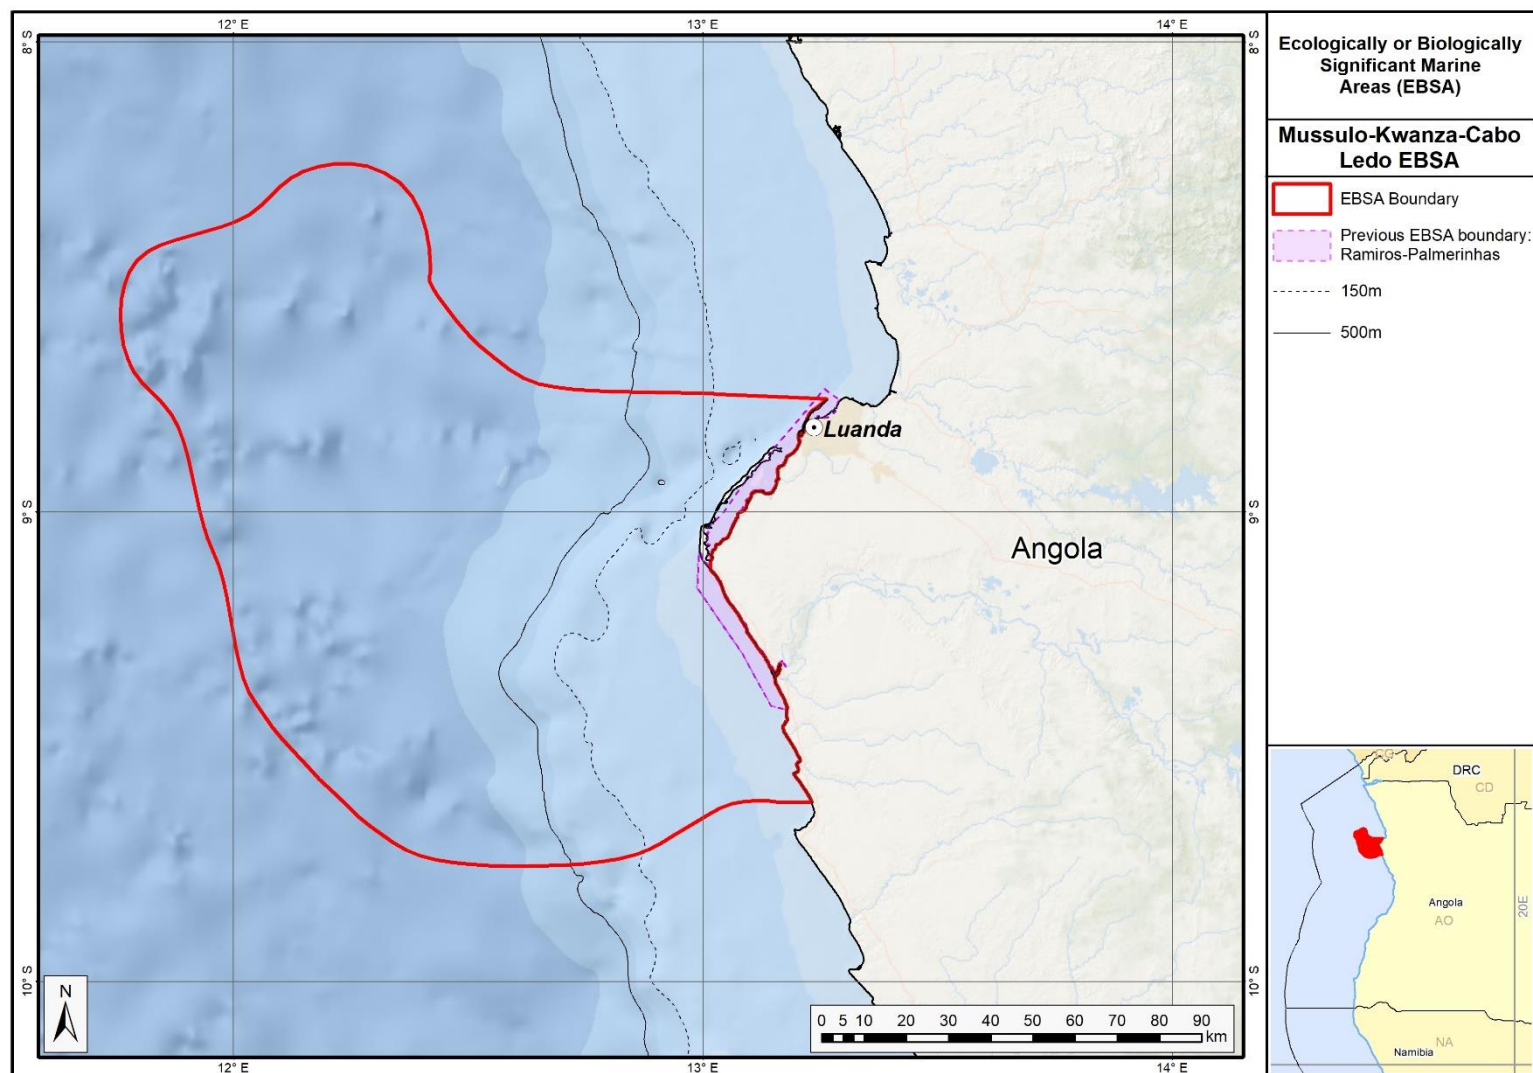 12° E
13° E
14° E
8° S
8° S
Luanda
9° S
9° S
Angola
10° S
10° S
N
0 5 10 20 30 40 50 60 70 80 90
km
12° E
13° E
14° E
Ecologically or Biologically
Significant Marine
Areas (EBSA)
Mussulo-Kwanza-Cabo
Ledo EBSA
EBSA Boundary
Previous EBSA boundary:
Ramiros-Palmerinhas
150m
500m
CG
DRC
CD
Angola
AO
20E
NA
Namibia